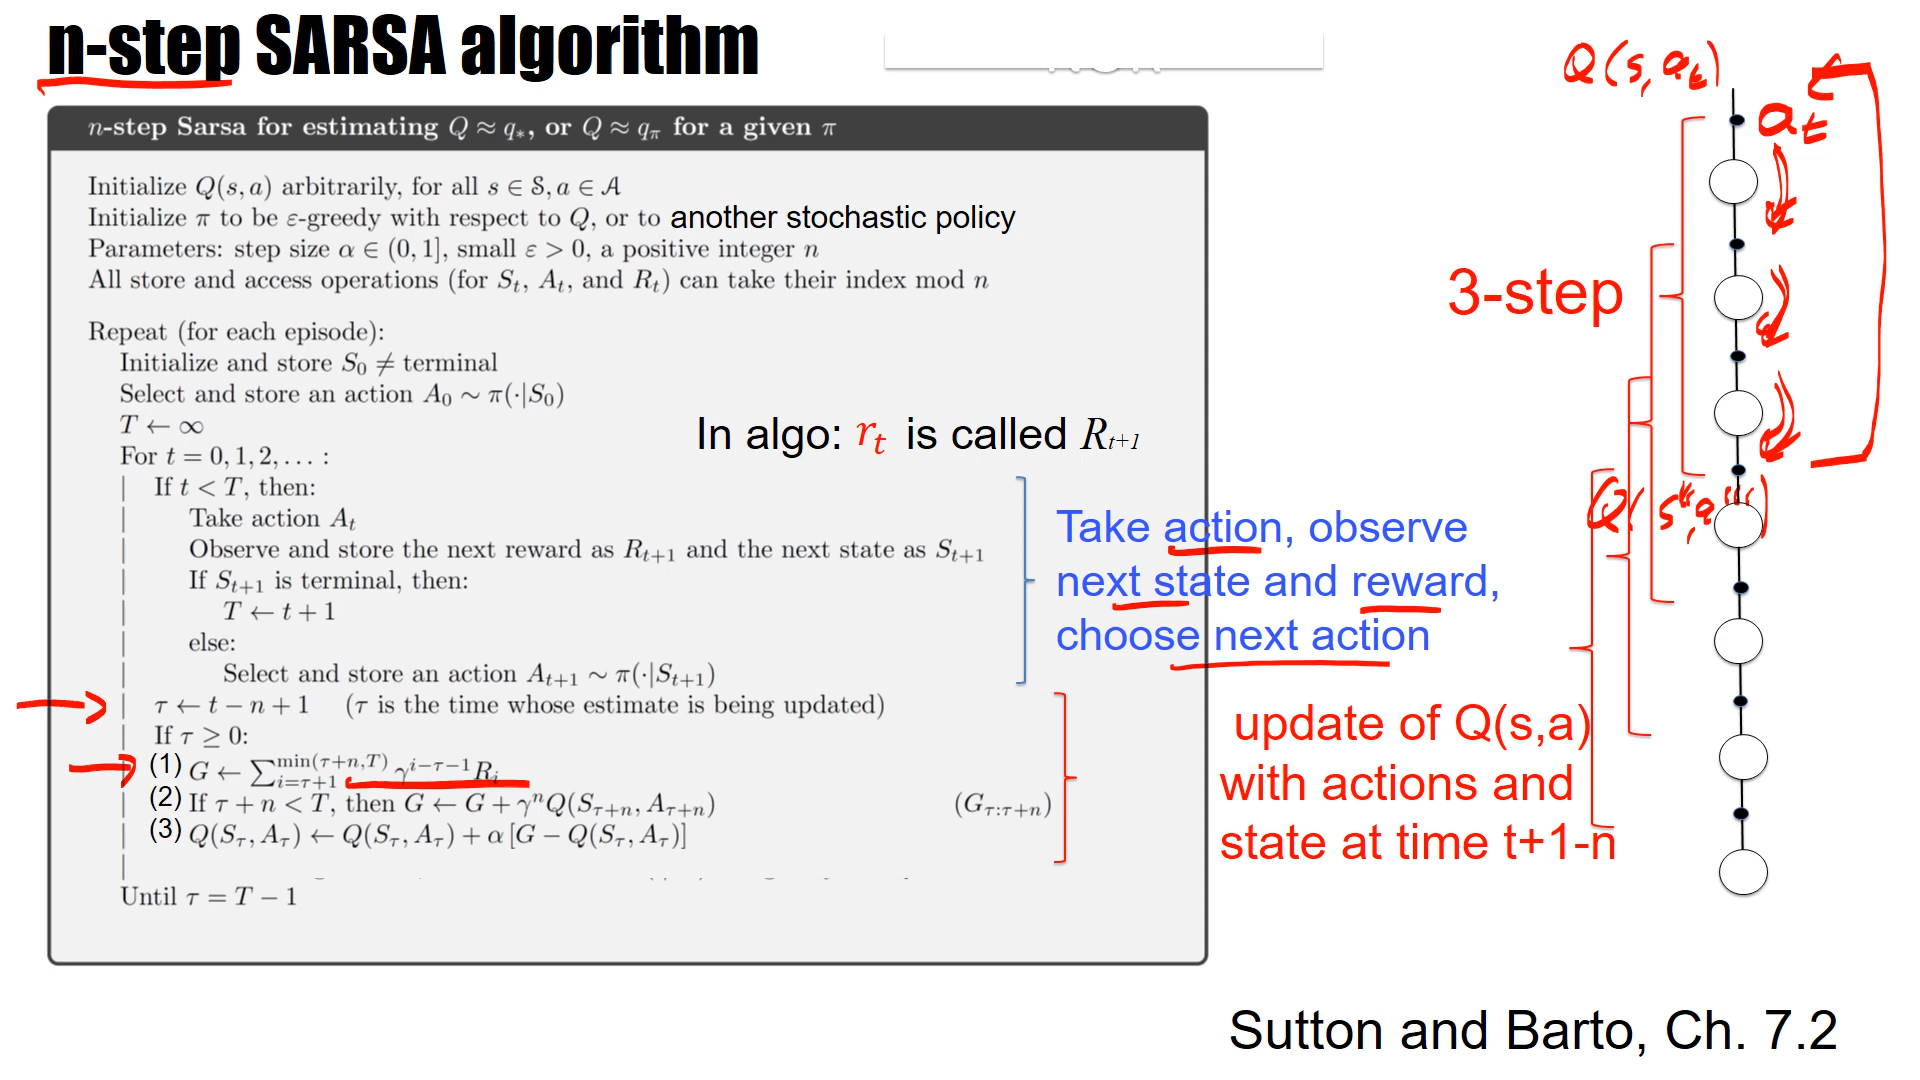 n-step SARSA algorithm
n-step Sarsa for estimating Q ≈ q*, or Q ≈ qπ for a given π
Initialize Q(s, a) arbitrarily, for all s ∈ S, a ∈ A
Initialize π to be ε-greedy with respect to Q, or to another stochastic policy
Parameters: step size α ∈ (0, 1], small ε > 0, a positive integer n
All store and access operations (for St, At, and Rt) can take their index mod n
Repeat (for each episode):
Initialize and store S0 ≠ terminal
Select and store an action A0 ∼ π(·|S0)
T ← ∞
For t = 0, 1, 2, . . . :
If t < T, then:
Take action At
Observe and store the next reward as Rt+1 and the next state as St+1
If St+1 is terminal, then:
T ← t + 1
else:
Select and store an action At+1 ∼ π(·|St+1)
τ ← t − n + 1 (τ is the time whose estimate is being updated)
If τ ≥ 0:
(1) G ← ∑_{i=τ+1}^{min(τ+n,T)} γ^{i−τ−1} Ri
(2) If τ + n < T, then G ← G + γ^n Q(Sτ+n, Aτ+n) (Gτ:τ+n)
(3) Q(Sτ, Aτ) ← Q(Sτ, Aτ) + α [G − Q(Sτ, Aτ)]
Until τ = T − 1
In algo: rt is called Rt+1
Take action, observe
next state and reward,
choose next action
update of Q(s,a)
with actions and
state at time t+1-n
3-step
Q(s, at)
at
Sutton and Barto, Ch. 7.2